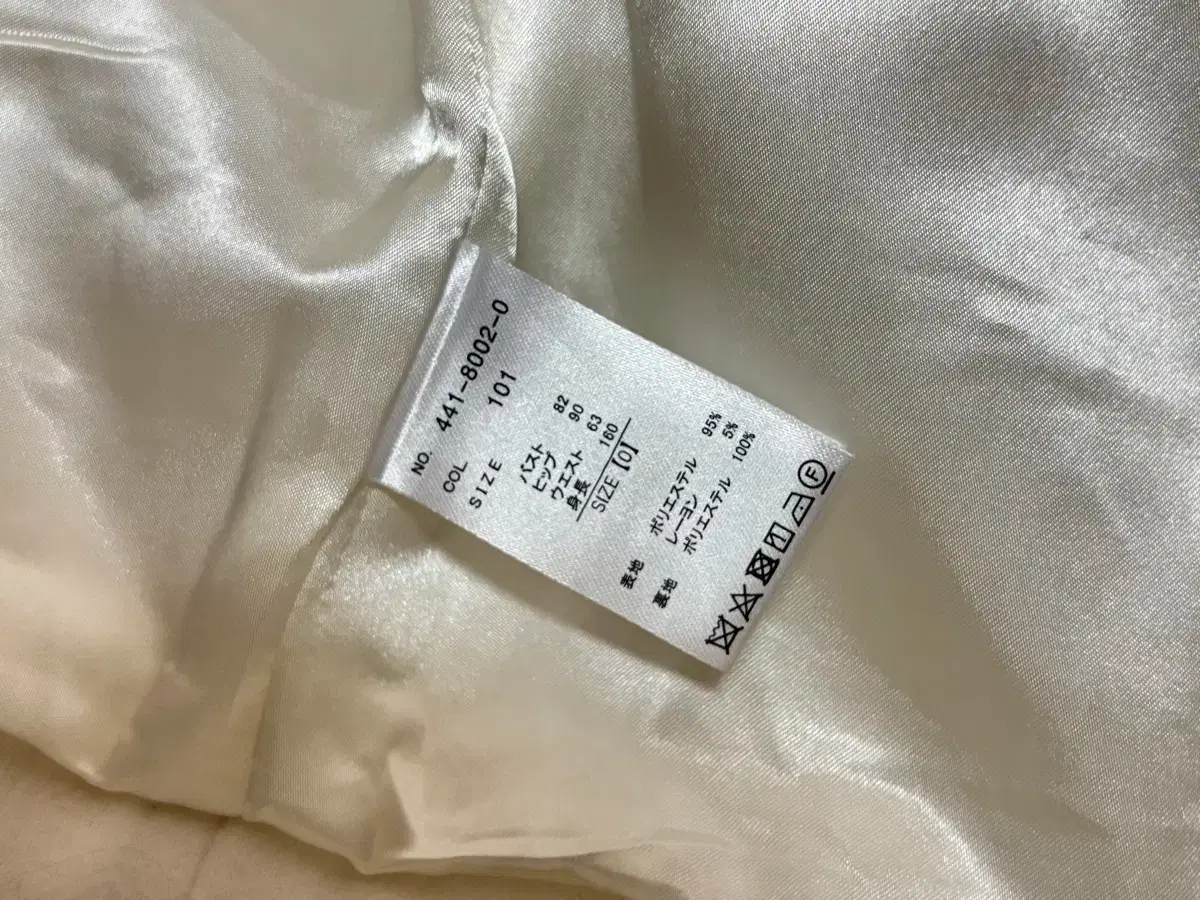 NO. 441-8002-0
COL 101
SIZE
バスト 82
ヒップ 90
ウエスト 63
身長 160
SIZE【0】
表地 ポリエステル 95%
レーヨン 5%
裏地 ポリエステル 100%
F